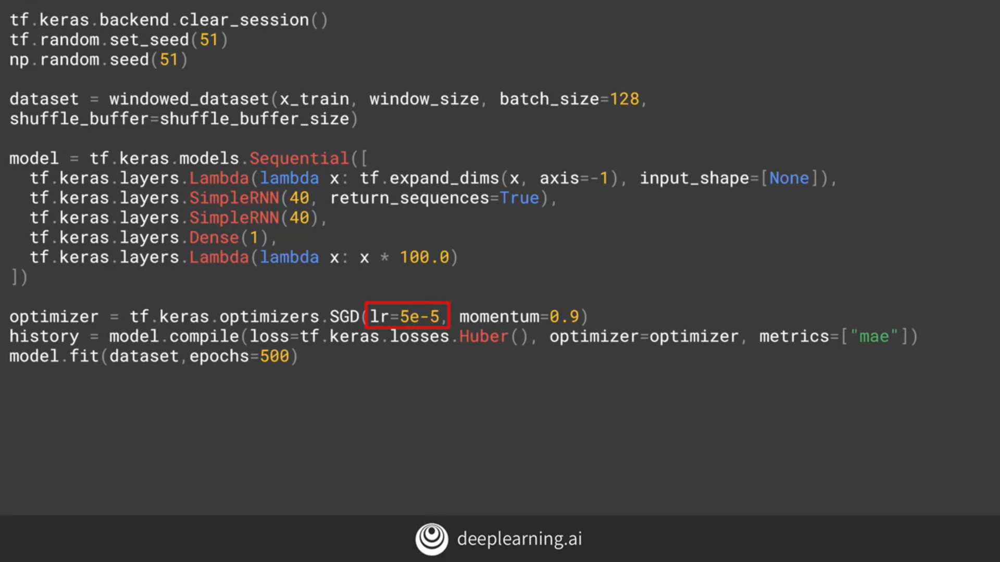 tf.keras.backend.clear_session()
tf.random.set_seed(51)
np.random.seed(51)
dataset = windowed_dataset(x_train, window_size, batch_size=128,
shuffle_buffer=shuffle_buffer_size)
model = tf.keras.models.Sequential([
  tf.keras.layers.Lambda(lambda x: tf.expand_dims(x, axis=-1), input_shape=[None]),
  tf.keras.layers.SimpleRNN(40, return_sequences=True),
  tf.keras.layers.SimpleRNN(40),
  tf.keras.layers.Dense(1),
  tf.keras.layers.Lambda(lambda x: x * 100.0)
])
optimizer = tf.keras.optimizers.SGD(lr=5e-5, momentum=0.9)
history = model.compile(loss=tf.keras.losses.Huber(), optimizer=optimizer, metrics=["mae"])
model.fit(dataset,epochs=500)
deeplearning.ai